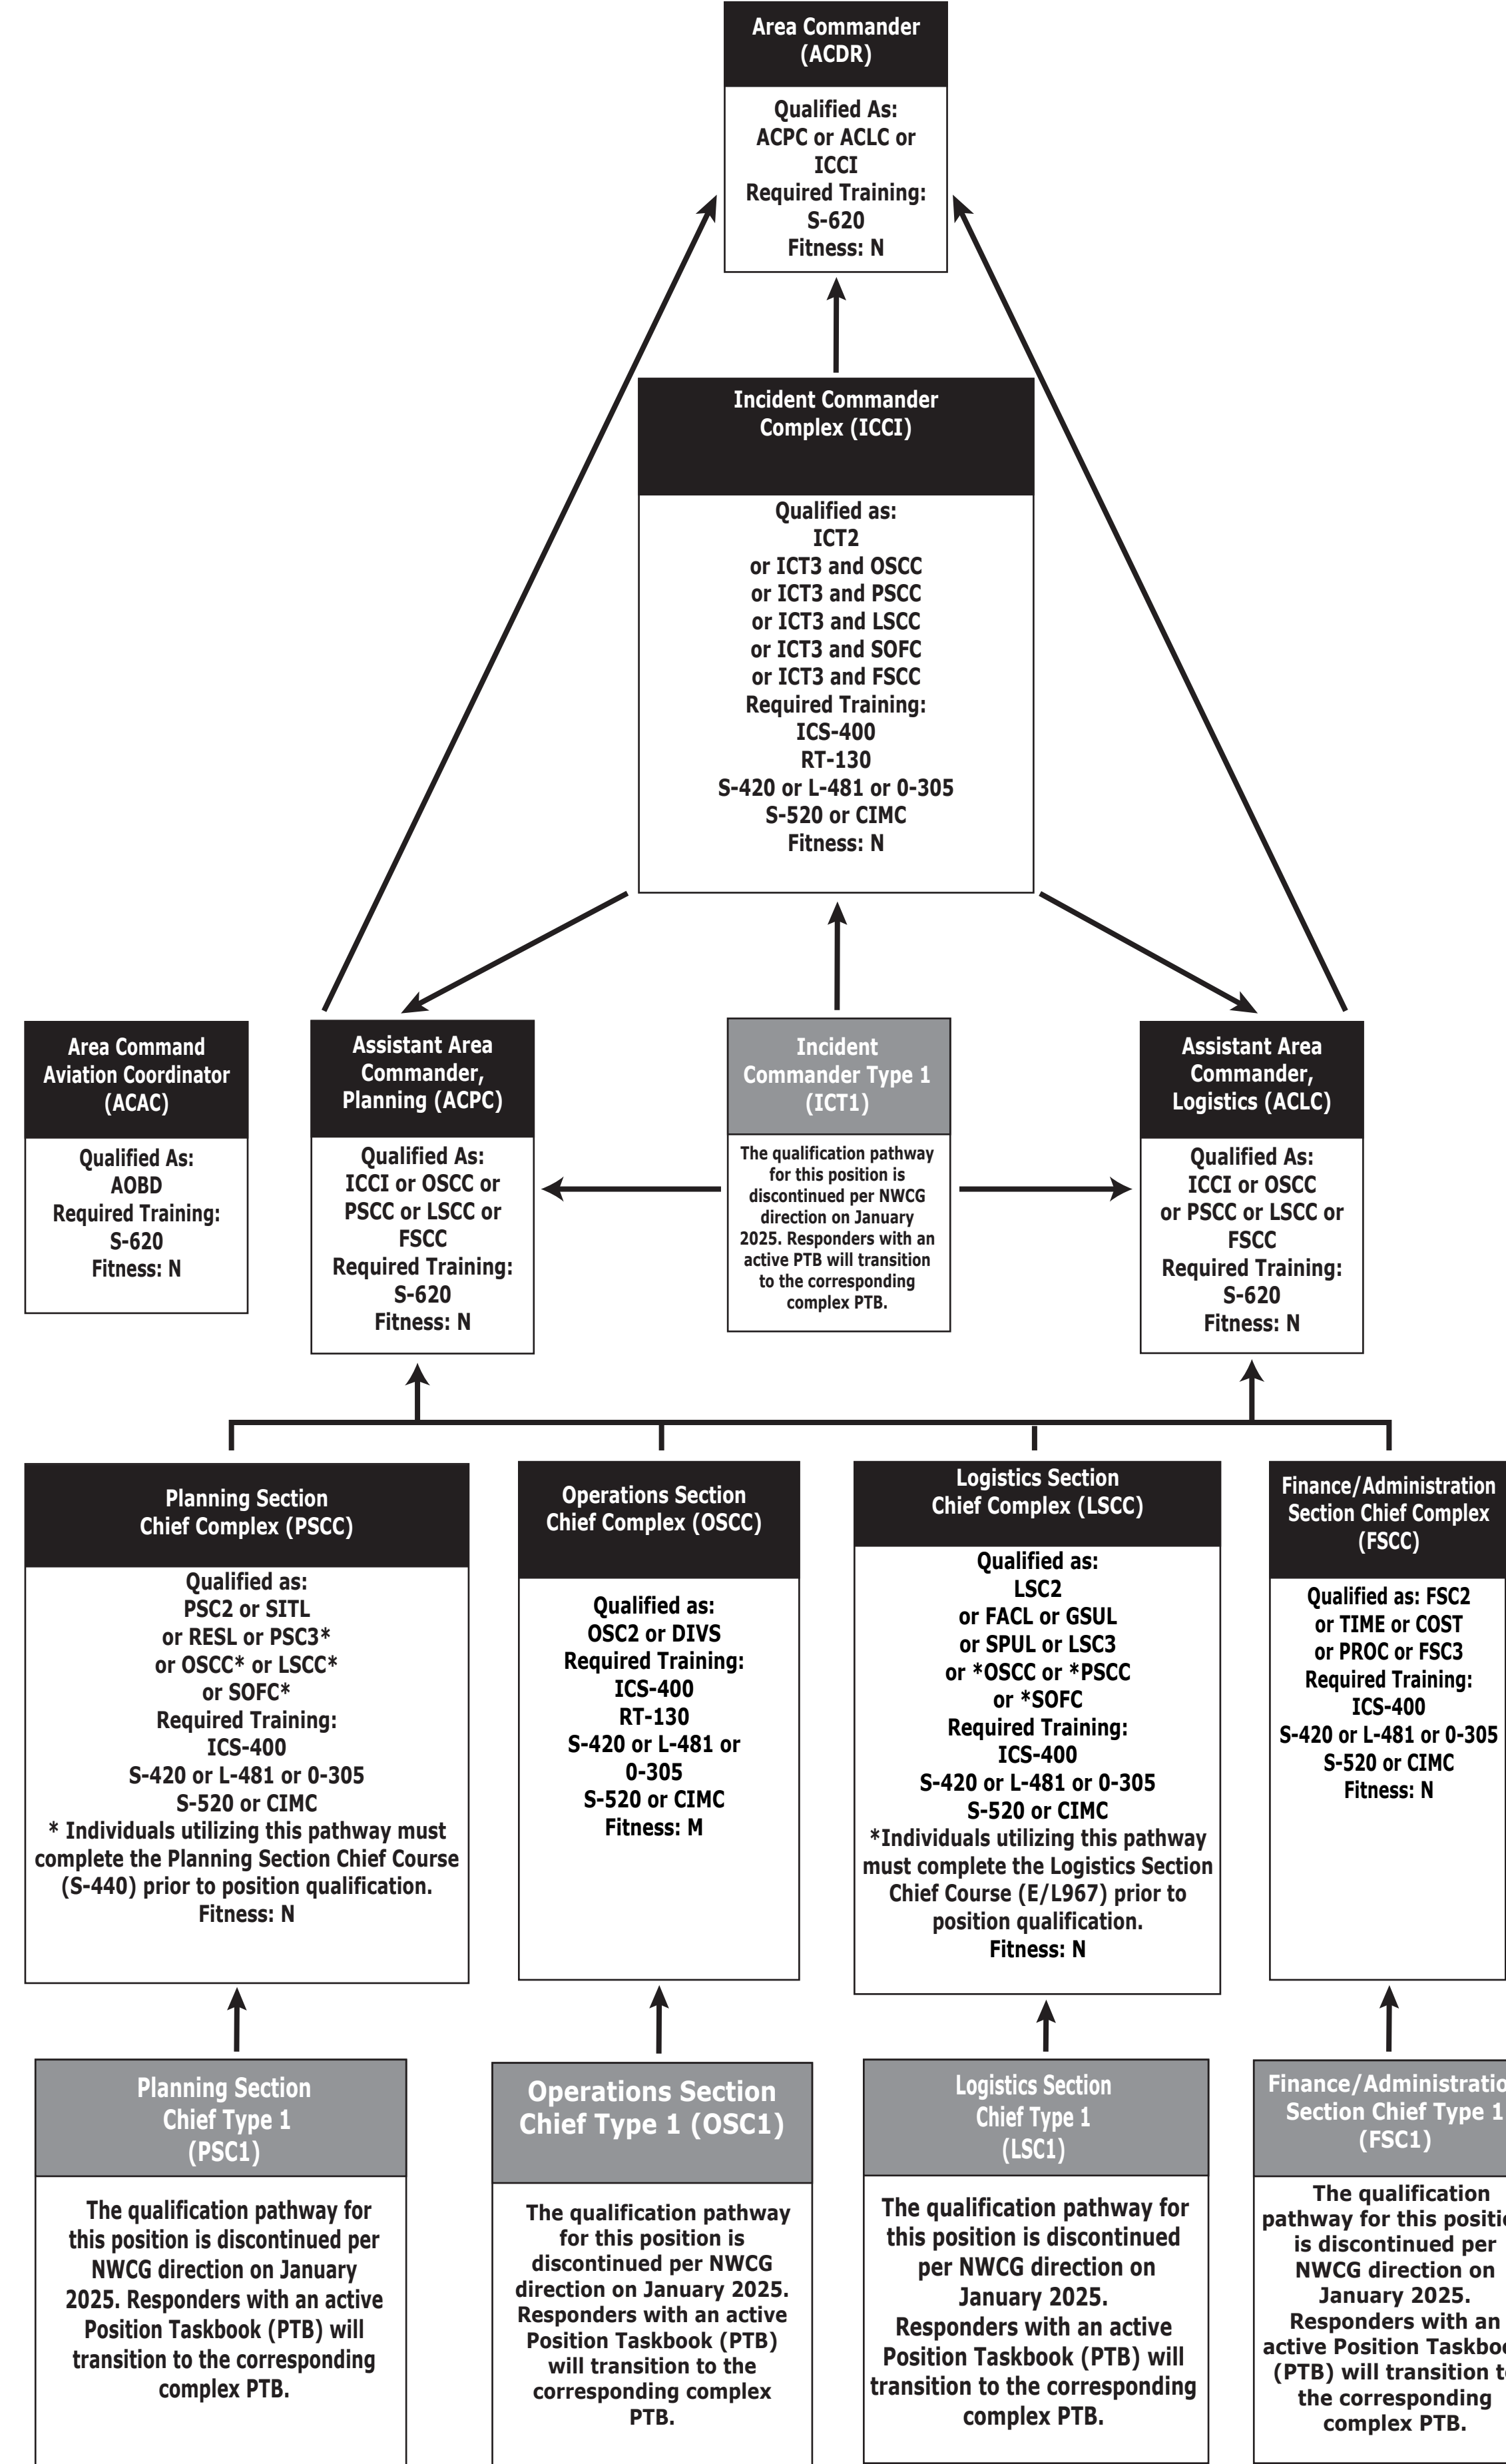 Area Commander
(ACDR)
Qualified As:
ACPC or ACLC or
ICCI
Required Training:
S-620
Fitness: N
Incident Commander
Complex (ICCI)
Qualified as:
ICT2
or ICT3 and OSCC
or ICT3 and PSCC
or ICT3 and LSCC
or ICT3 and SOFC
or ICT3 and FSCC
Required Training:
ICS-400
RT-130
S-420 or L-481 or 0-305
S-520 or CIMC
Fitness: N
Area Command
Aviation Coordinator
(ACAC)
Qualified As:
AOBD
Required Training:
S-620
Fitness: N
Assistant Area
Commander,
Planning (ACPC)
Qualified As:
ICCI or OSCC or
PSCC or LSCC or
FSCC
Required Training:
S-620
Fitness: N
Incident
Commander Type 1
(ICT1)
The qualification pathway
for this position is
discontinued per NWCG
direction on January
2025. Responders with an
active PTB will transition
to the corresponding
complex PTB.
Assistant Area
Commander,
Logistics (ACLC)
Qualified As:
ICCI or OSCC
or PSCC or LSCC or
FSCC
Required Training:
S-620
Fitness: N
Planning Section
Chief Complex (PSCC)
Qualified as:
PSC2 or SITL
or RESL or PSC3*
or OSCC* or LSCC*
or SOFC*
Required Training:
ICS-400
S-420 or L-481 or 0-305
S-520 or CIMC
* Individuals utilizing this pathway must
complete the Planning Section Chief Course
(S-440) prior to position qualification.
Fitness: N
Operations Section
Chief Complex (OSCC)
Qualified as:
OSC2 or DIVS
Required Training:
ICS-400
RT-130
S-420 or L-481 or
0-305
S-520 or CIMC
Fitness: M
Logistics Section
Chief Complex (LSCC)
Qualified as:
LSC2
or FACL or GSUL
or SPUL or LSC3
or *OSCC or *PSCC
or *SOFC
Required Training:
ICS-400
S-420 or L-481 or 0-305
S-520 or CIMC
*Individuals utilizing this pathway
must complete the Logistics Section
Chief Course (E/L967) prior to
position qualification.
Fitness: N
Finance/Administration
Section Chief Complex
(FSCC)
Qualified as: FSC2
or TIME or COST
or PROC or FSC3
Required Training:
ICS-400
S-420 or L-481 or 0-305
S-520 or CIMC
Fitness: N
Planning Section
Chief Type 1
(PSC1)
The qualification pathway for
this position is discontinued per
NWCG direction on January
2025. Responders with an active
Position Taskbook (PTB) will
transition to the corresponding
complex PTB.
Operations Section
Chief Type 1 (OSC1)
The qualification pathway
for this position is
discontinued per NWCG
direction on January 2025.
Responders with an active
Position Taskbook (PTB)
will transition to the
corresponding complex
PTB.
Logistics Section
Chief Type 1
(LSC1)
The qualification pathway for
this position is discontinued
per NWCG direction on
January 2025.
Responders with an active
Position Taskbook (PTB) will
transition to the corresponding
complex PTB.
Section Chief Type 1
(FSC1)
The qualification
pathway for this
is discontinued per
NWCG direction on
January 2025.
Responders with an
active Position
(PTB) will transition
the corresponding
complex PTB.